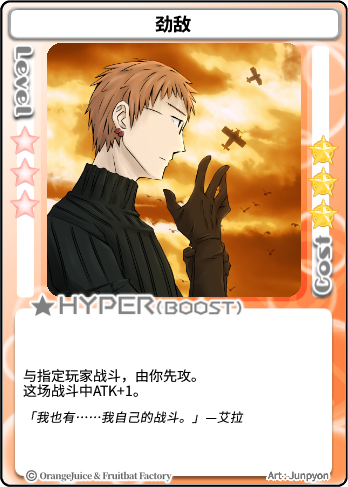 劲敌
Level
Cost
HYPER(BOOST)
与指定玩家战斗，由你先攻。
这场战斗中ATK+1。
「我也有……我自己的战斗。」—艾拉
© OrangeJuice & Fruitbat Factory
Art : Junpyon